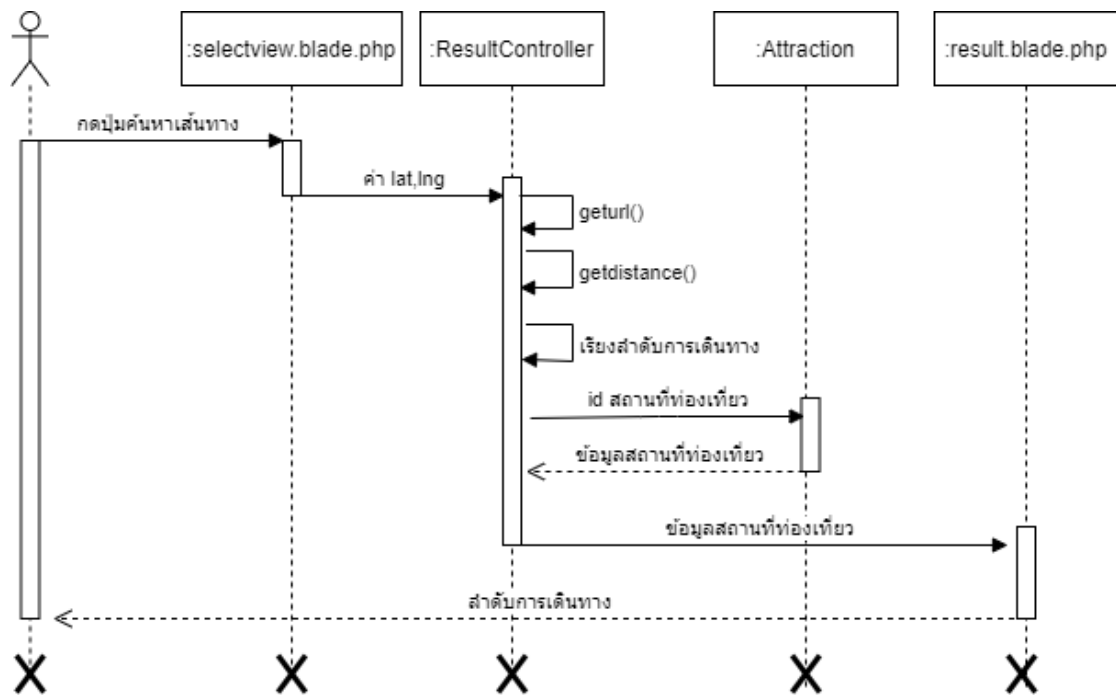 :selectview.blade.php
:ResultController
:Attraction
:result.blade.php
กดปุ่มค้นหาเส้นทาง
ค่า lat,lng
geturl()
getdistance()
เรียงลำดับการเดินทาง
id สถานที่ท่องเที่ยว
ข้อมูลสถานที่ท่องเที่ยว
ข้อมูลสถานที่ท่องเที่ยว
ลำดับการเดินทาง